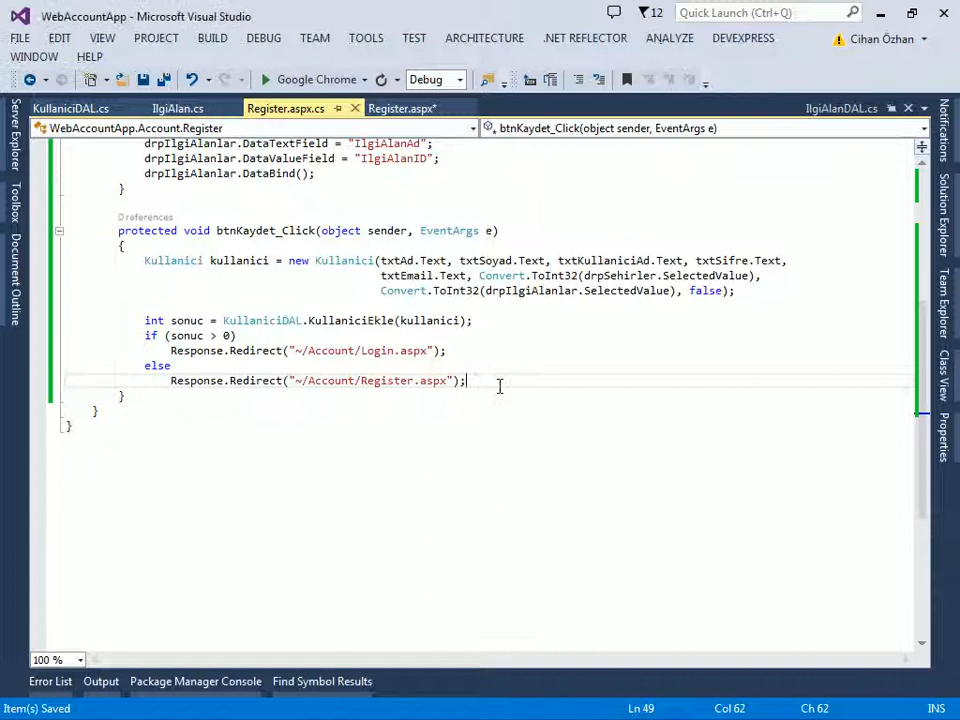 WebAccountApp - Microsoft Visual Studio
12
Quick Launch (Ctrl+Q)
FILE EDIT VIEW PROJECT BUILD DEBUG TEAM TOOLS TEST ARCHITECTURE .NET REFLECTOR ANALYZE DEVEXPRESS
Cihan Özhan
WINDOW HELP
Google Chrome
Debug
KullaniciDAL.cs IlgiAlan.cs Register.aspx.cs Register.aspx* IlgiAlanDAL.cs
WebAccountApp.Account.Register btnKaydet_Click(object sender, EventArgs e)
drpIlgiAlanlar.DataTextField = "IlgiAlanAd";
drpIlgiAlanlar.DataValueField = "IlgiAlanID";
drpIlgiAlanlar.DataBind();
}
0 references
protected void btnKaydet_Click(object sender, EventArgs e)
{
Kullanici kullanici = new Kullanici(txtAd.Text, txtSoyad.Text, txtKullaniciAd.Text, txtSifre.Text,
txtEmail.Text, Convert.ToInt32(drpSehirler.SelectedValue),
Convert.ToInt32(drpIlgiAlanlar.SelectedValue), false);
int sonuc = KullaniciDAL.KullaniciEkle(kullanici);
if (sonuc > 0)
Response.Redirect("~/Account/Login.aspx");
else
Response.Redirect("~/Account/Register.aspx");
}
}
}
Server Explorer
Toolbox
Document Outline
Notifications
Solution Explorer
Team Explorer
Class View
Properties
100 %
Error List Output Package Manager Console Find Symbol Results
Item(s) Saved Ln 49 Col 62 Ch 62 INS